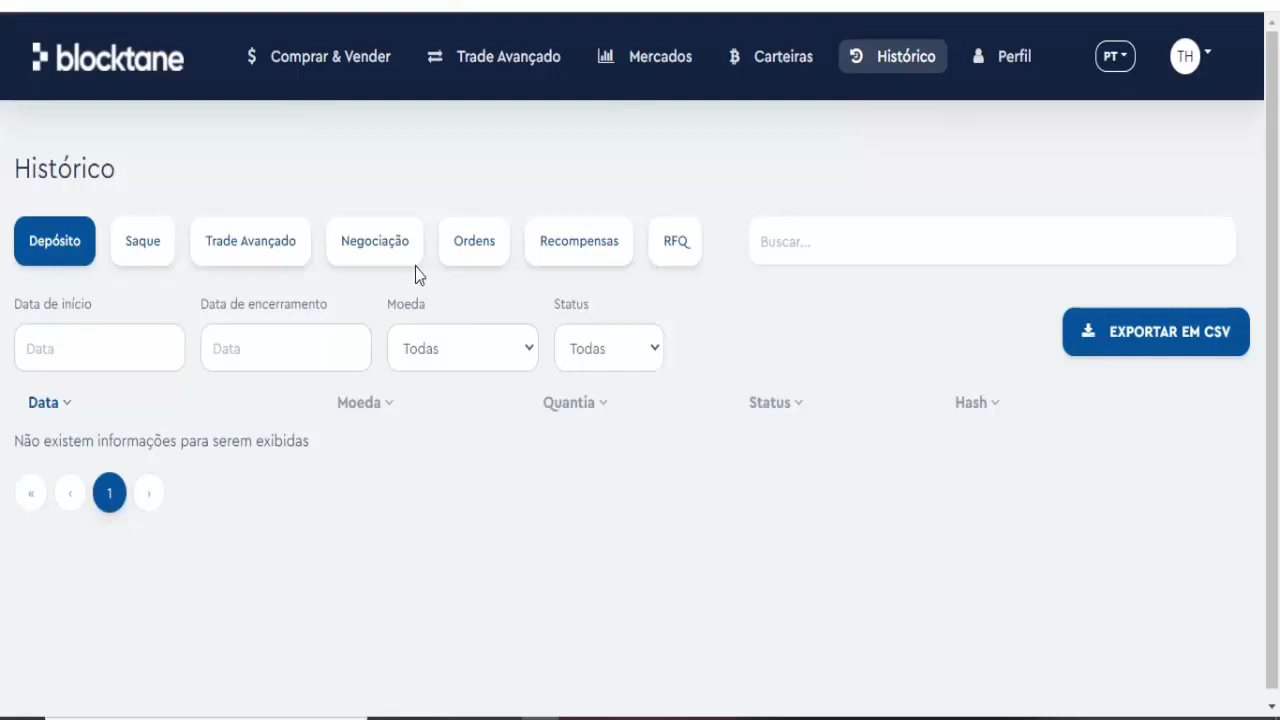 blocktane $ Comprar & Vender Trade Avançado Mercados Carteiras Histórico Perfil PT TH
Histórico
Depósito Saque Trade Avançado Negociação Ordens Recompensas RFQ Buscar...
Data de início Data de encerramento Moeda Status
Data Data Todas Todas EXPORTAR EM CSV
Data Moeda Quantia Status Hash
Não existem informações para serem exibidas
« ‹ 1 ›